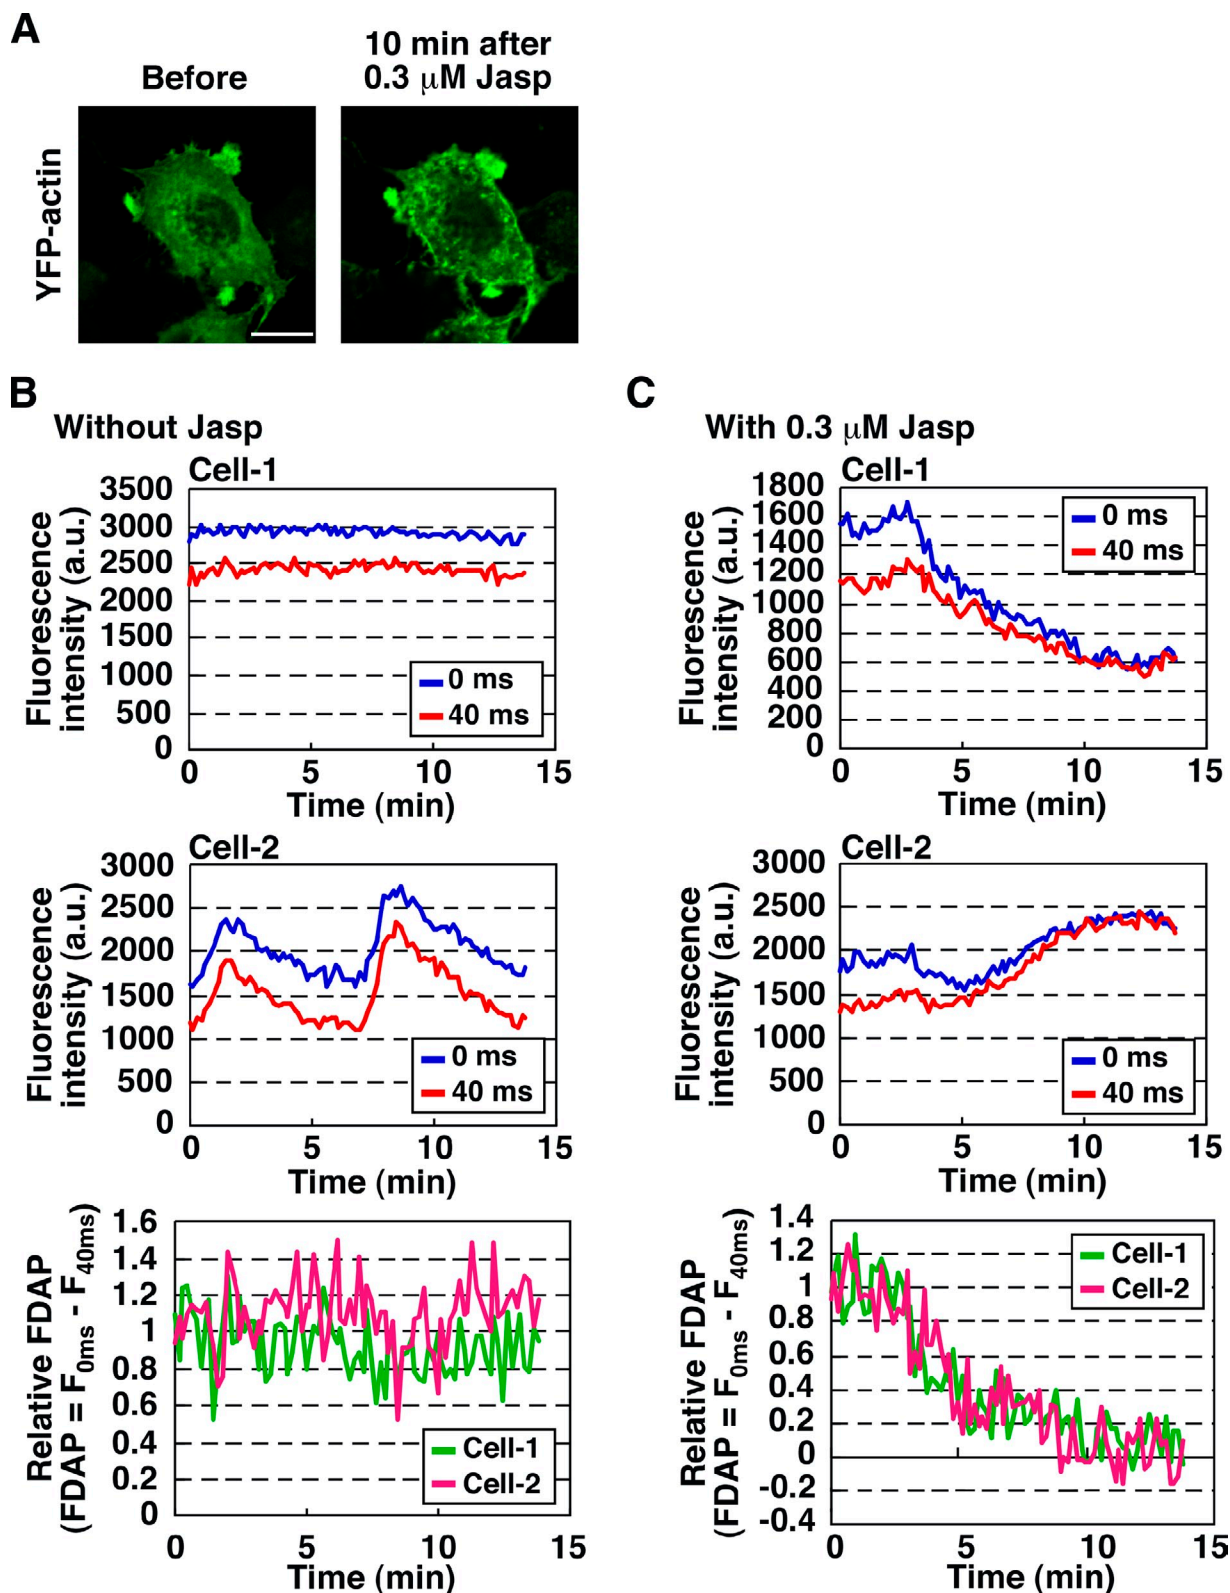 A
Before
10 min after
0.3 μM Jasp
YFP-actin
B
Without Jasp
Cell-1
Fluorescence
intensity (a.u.)
3500
3000
2500
2000
1500
1000
500
0
0 ms
40 ms
0 5 10 15
Time (min)
Cell-2
Fluorescence
intensity (a.u.)
3000
2500
2000
1500
1000
500
0
0 ms
40 ms
0 5 10 15
Time (min)
Relative FDAP
(FDAP = F0ms - F40ms)
1.6
1.4
1.2
1
0.8
0.6
0.4
0.2
0
Cell-1
Cell-2
0 5 10 15
Time (min)
C
With 0.3 μM Jasp
Cell-1
Fluorescence
intensity (a.u.)
1800
1600
1400
1200
1000
800
600
400
200
0
0 ms
40 ms
0 5 10 15
Time (min)
Cell-2
Fluorescence
intensity (a.u.)
3000
2500
2000
1500
1000
500
0
0 ms
40 ms
0 5 10 15
Time (min)
Relative FDAP
(FDAP = F0ms - F40ms)
1.4
1.2
1
0.8
0.6
0.4
0.2
0
-0.2
-0.4
Cell-1
Cell-2
0 5 10 15
Time (min)